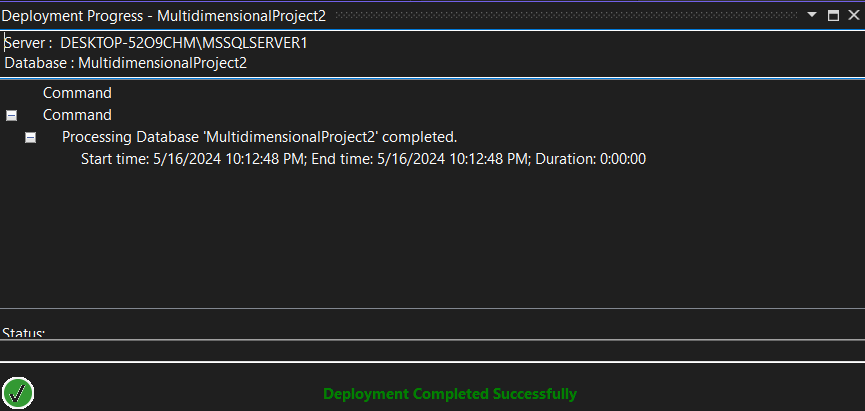 Deployment Progress - MultidimensionalProject2
Server : DESKTOP-52O9CHM\MSSQLSERVER1
Database : MultidimensionalProject2
Command
Command
Processing Database 'MultidimensionalProject2' completed.
Start time: 5/16/2024 10:12:48 PM; End time: 5/16/2024 10:12:48 PM; Duration: 0:00:00
Status:
Deployment Completed Successfully